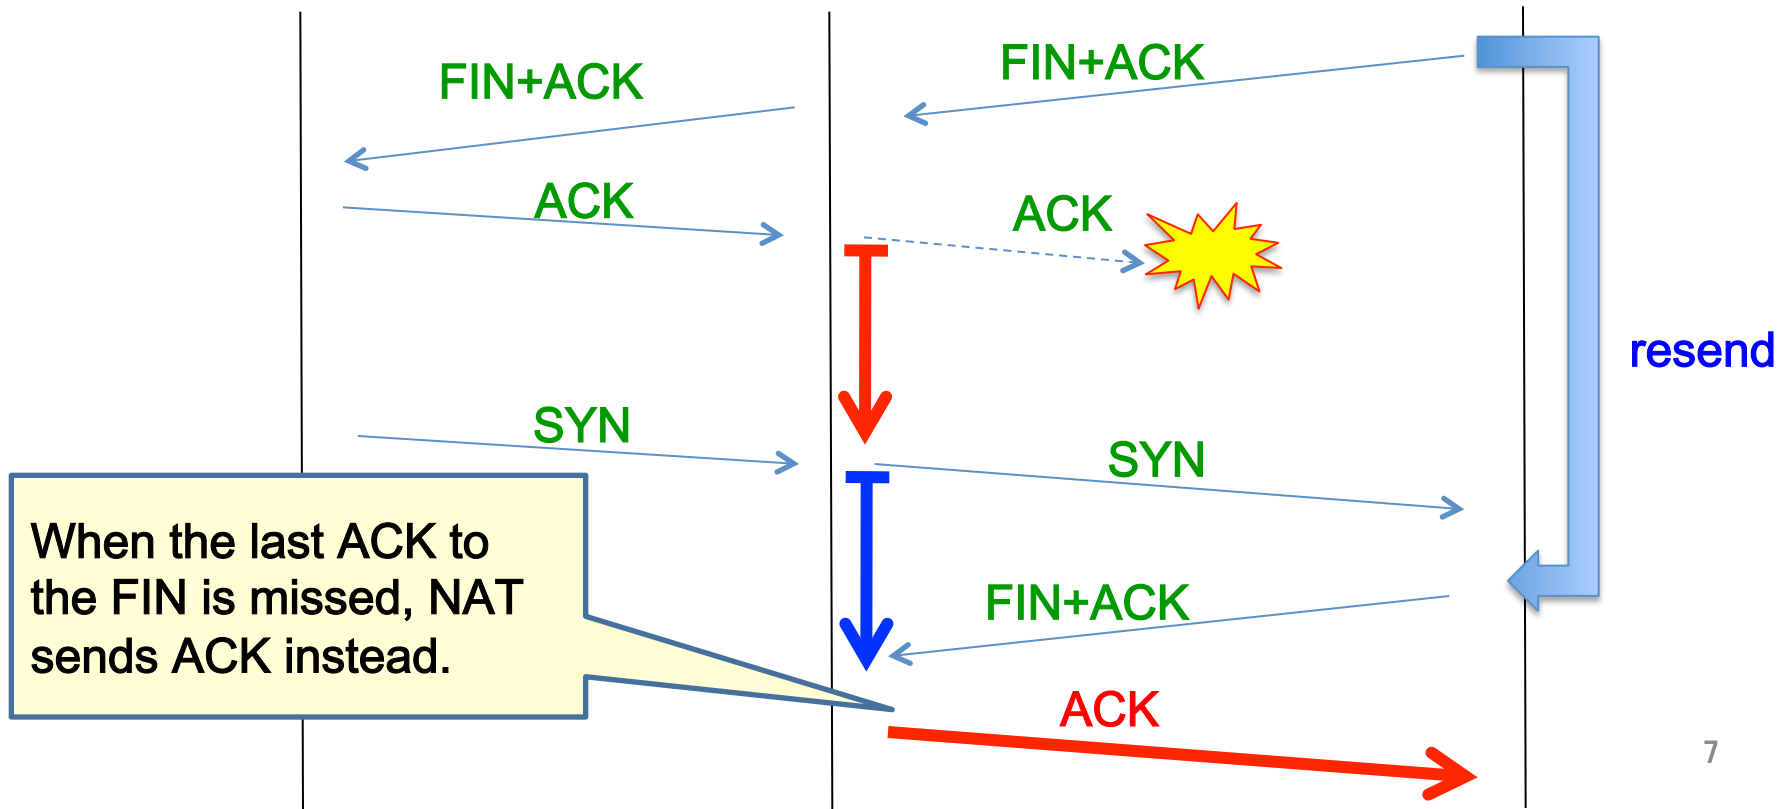 FIN+ACK
FIN+ACK
ACK
ACK
resend
SYN
SYN
When the last ACK to
the FIN is missed, NAT
sends ACK instead.
FIN+ACK
ACK
7